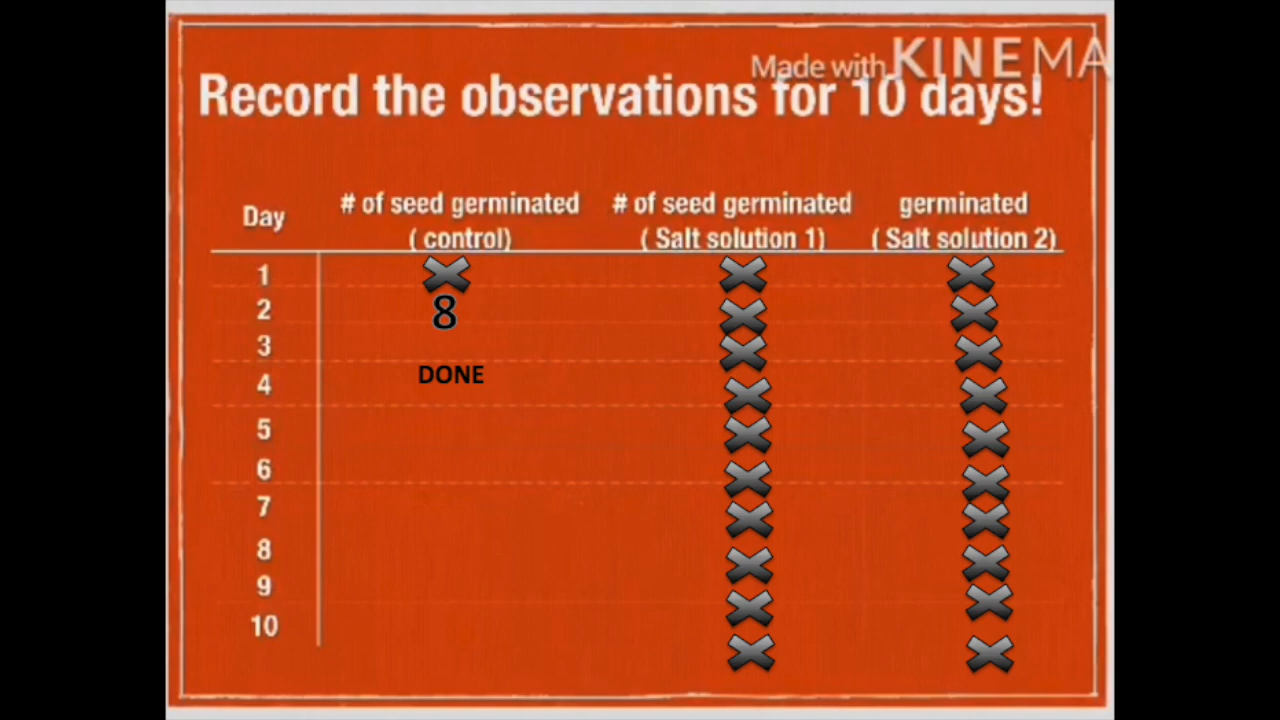 Made with KINEMA
Record the observations for 10 days!
Day # of seed germinated ( control) # of seed germinated ( Salt solution 1) germinated ( Salt solution 2)
1
2 8
3
DONE
4
5
6
7
8
9
10